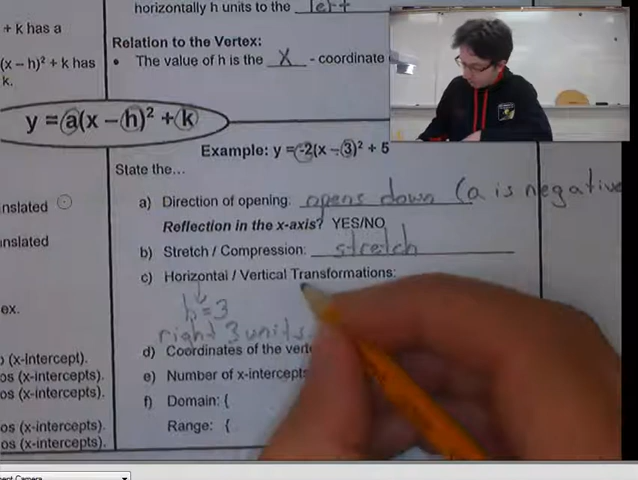 horizontally h units to the left
+ k has a
Relation to the Vertex:
(x – h)² + k has
• The value of h is the X - coordinate
k.
y = a(x – h)² + k
Example: y = -2(x – 3)² + 5
State the...
nslated
a) Direction of opening: opens down (a is negative
Reflection in the x-axis? YES/NO
anslated
b) Stretch / Compression: stretch
c) Horizontal / Vertical Transformations:
h = 3
ex.
right 3 units
(x-intercept).
d) Coordinates of the verte
os (x-intercepts).
e) Number of x-intercepts
os (x-intercepts).
f) Domain: {
os (x-intercepts).
Range: {
os (x-intercepts).
ent Camera